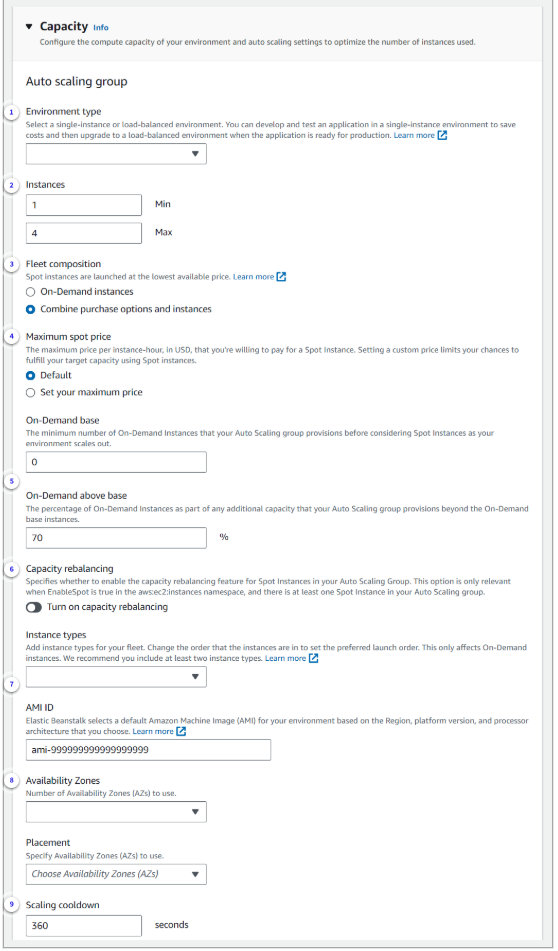 Capacity Info
Configure the compute capacity of your environment and auto scaling settings to optimize the number of instances used.
Auto scaling group
1 Environment type
Select a single-instance or load-balanced environment. You can develop and test an application in a single-instance environment to save
costs and then upgrade to a load-balanced environment when the application is ready for production. Learn more
2 Instances
1 Min
4 Max
3 Fleet composition
Spot instances are launched at the lowest available price. Learn more
On-Demand instances
Combine purchase options and instances
4 Maximum spot price
The maximum price per instance-hour, in USD, that you're willing to pay for a Spot Instance. Setting a custom price limits your chances to
fulfill your target capacity using Spot instances.
Default
Set your maximum price
On-Demand base
The minimum number of On-Demand Instances that your Auto Scaling group provisions before considering Spot Instances as your
environment scales out.
0
5
On-Demand above base
The percentage of On-Demand Instances as part of any additional capacity that your Auto Scaling group provisions beyond the On-Demand
base instances.
70 %
6 Capacity rebalancing
Specifies whether to enable the capacity rebalancing feature for Spot Instances in your Auto Scaling Group. This option is only relevant
when EnableSpot is true in the aws:ec2:instances namespace, and there is at least one Spot Instance in your Auto Scaling group.
Turn on capacity rebalancing
Instance types
Add instance types for your fleet. Change the order that the instances are in to set the preferred launch order. This only affects On-Demand
instances. We recommend you include at least two instance types. Learn more
7
AMI ID
Elastic Beanstalk selects a default Amazon Machine Image (AMI) for your environment based on the Region, platform version, and processor
architecture that you choose. Learn more
ami-999999999999999999
8 Availability Zones
Number of Availability Zones (AZs) to use.
Placement
Specify Availability Zones (AZs) to use.
Choose Availability Zones (AZs)
9 Scaling cooldown
360 seconds